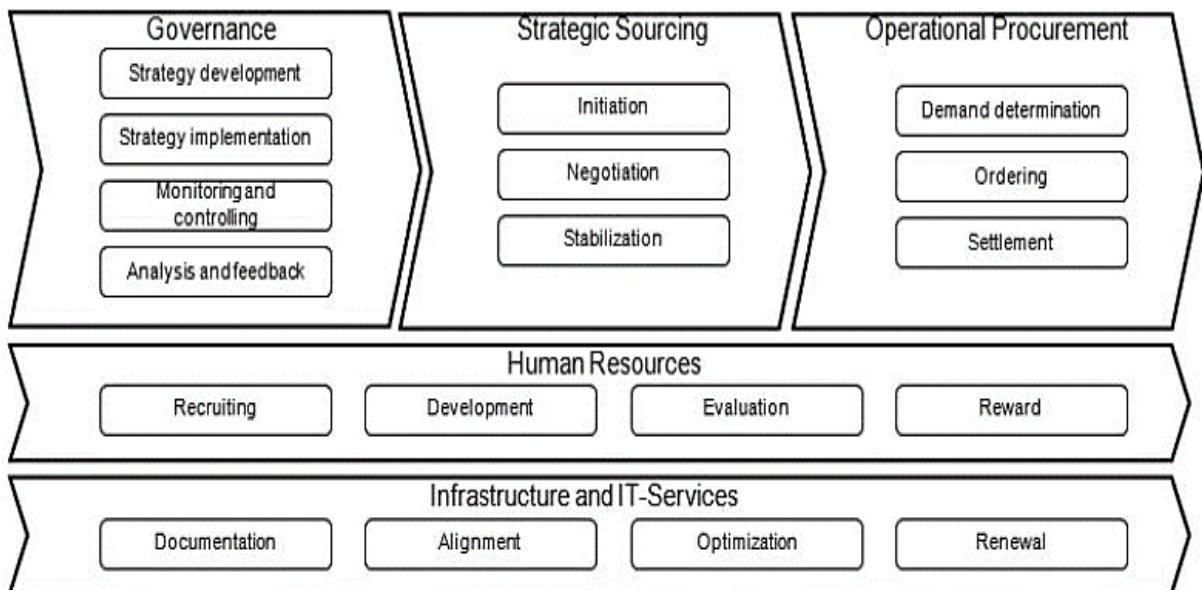 Governance
Strategy development
Strategy implementation
Monitoring and
controlling
Analysis and feedback
Strategic Sourcing
Initiation
Negotiation
Stabilization
Operational Procurement
Demand determination
Ordering
Settlement
Human Resources
Recruiting
Development
Evaluation
Reward
Infrastructure and IT-Services
Documentation
Alignment
Optimization
Renewal